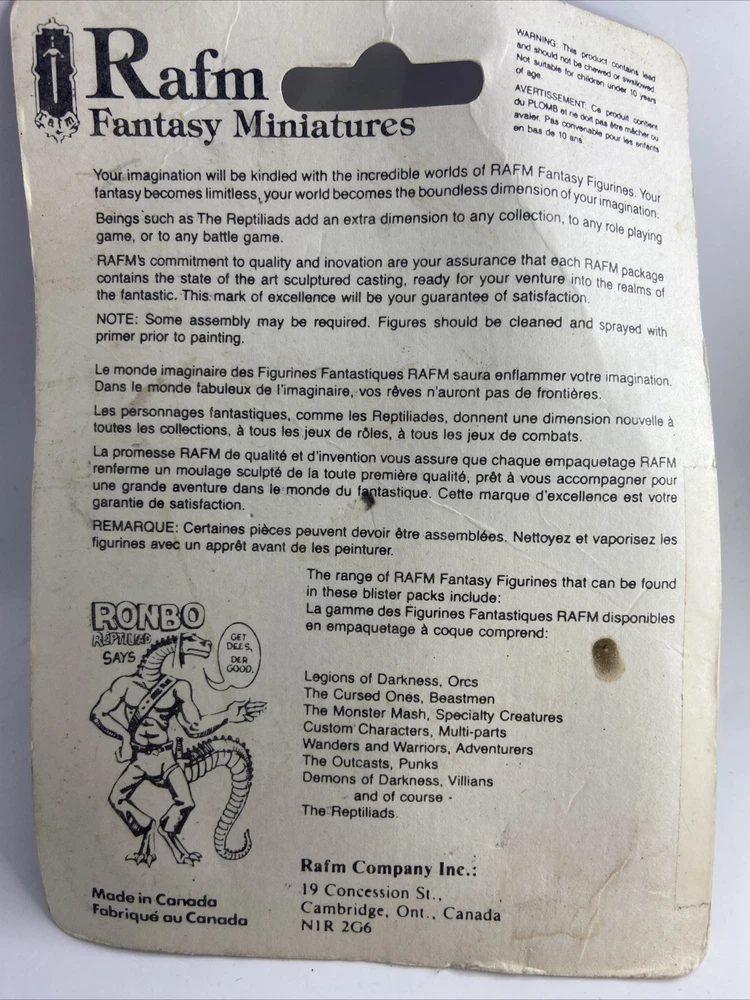 Rafm
Fantasy Miniatures
Rafm
WARNING: This product contains lead
and should not be chewed or swallowed.
Not suitable for children under 10 years
of age.
AVERTISSEMENT: Ce produit contient
du PLOMB et ne doit pas être mâcher ou
avaler. Pas convenable pour les enfants
en bas de 10 ans.
Your imagination will be kindled with the incredible worlds of RAFM Fantasy Figurines. Your
fantasy becomes limitless, your world becomes the boundless dimension of your imagination.
Beings such as The Reptiliads add an extra dimension to any collection, to any role playing
game, or to any battle game.
RAFM's commitment to quality and inovation are your assurance that each RAFM package
contains the state of the art sculptured casting, ready for your venture into the realms of
the fantastic. This mark of excellence will be your guarantee of satisfaction.
NOTE: Some assembly may be required. Figures should be cleaned and sprayed with
primer prior to painting.
Le monde imaginaire des Figurines Fantastiques RAFM saura enflammer votre imagination.
Dans le monde fabuleux de l'imaginaire, vos rêves n'auront pas de frontières.
Les personnages fantastiques, comme les Reptiliades, donnent une dimension nouvelle à
toutes les collections, à tous les jeux de rôles, à tous les jeux de combats.
La promesse RAFM de qualité et d'invention vous assure que chaque empaquetage RAFM
renferme un moulage sculpté de la toute première qualité, prêt à vous accompagner pour
une grande aventure dans le monde du fantastique. Cette marque d'excellence est votre
garantie de satisfaction.
REMARQUE: Certaines pièces peuvent devoir être assemblées. Nettoyez et vaporisez les
figurines avec un apprêt avant de les peinturer.
The range of RAFM Fantasy Figurines that can be found
in these blister packs include:
La gamme des Figurines Fantastiques RAFM disponibles
en empaquetage à coque comprend:
RONBO
REPTILIAD
SAYS
GET
DEES,
DER
GOOD.
Legions of Darkness, Orcs
The Cursed Ones, Beastmen
The Monster Mash, Specialty Creatures
Custom Characters, Multi-parts
Wanders and Warriors, Adventurers
The Outcasts, Punks
Demons of Darkness, Villians
and of course -
The Reptiliads.
Made in Canada
Fabriqué au Canada
Rafm Company Inc.:
19 Concession St.,
Cambridge, Ont., Canada
N1R 2G6